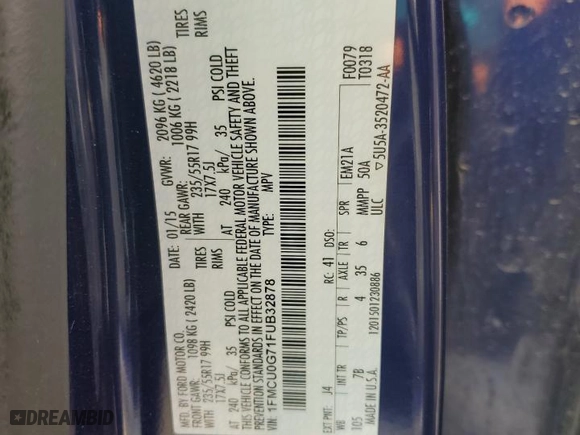 MFD. BY FORD MOTOR CO.
DATE: 01/15 GVWR: 2096 KG ( 4620 LB)
FRONT GAWR: 1098 KG ( 2420 LB) REAR GAWR: 1006 KG ( 2218 LB)
WITH 235/55R17 99H TIRES WITH 235/55R17 99H TIRES
17X7.5J RIMS 17X7.5J RIMS
AT 240 kPa/ 35 PSI COLD AT 240 kPa/ 35 PSI COLD
THIS VEHICLE CONFORMS TO ALL APPLICABLE FEDERAL MOTOR VEHICLE SAFETY AND THEFT
PREVENTION STANDARDS IN EFFECT ON THE DATE OF MANUFACTURE SHOWN ABOVE.
VIN: 1FMCU0G71FUB32878
TYPE: MPV
EXT PNT: J4 RC: 41 DSO: F0079
WB INT TR TP/PS R AXLE TR SPR EM21A T0318
105 7B 4 35 6 MMPP 50A
MADE IN U.S.A. 1201501230886 ULC ▽5U5A-3520472-AA
AUTOBIDMASTER